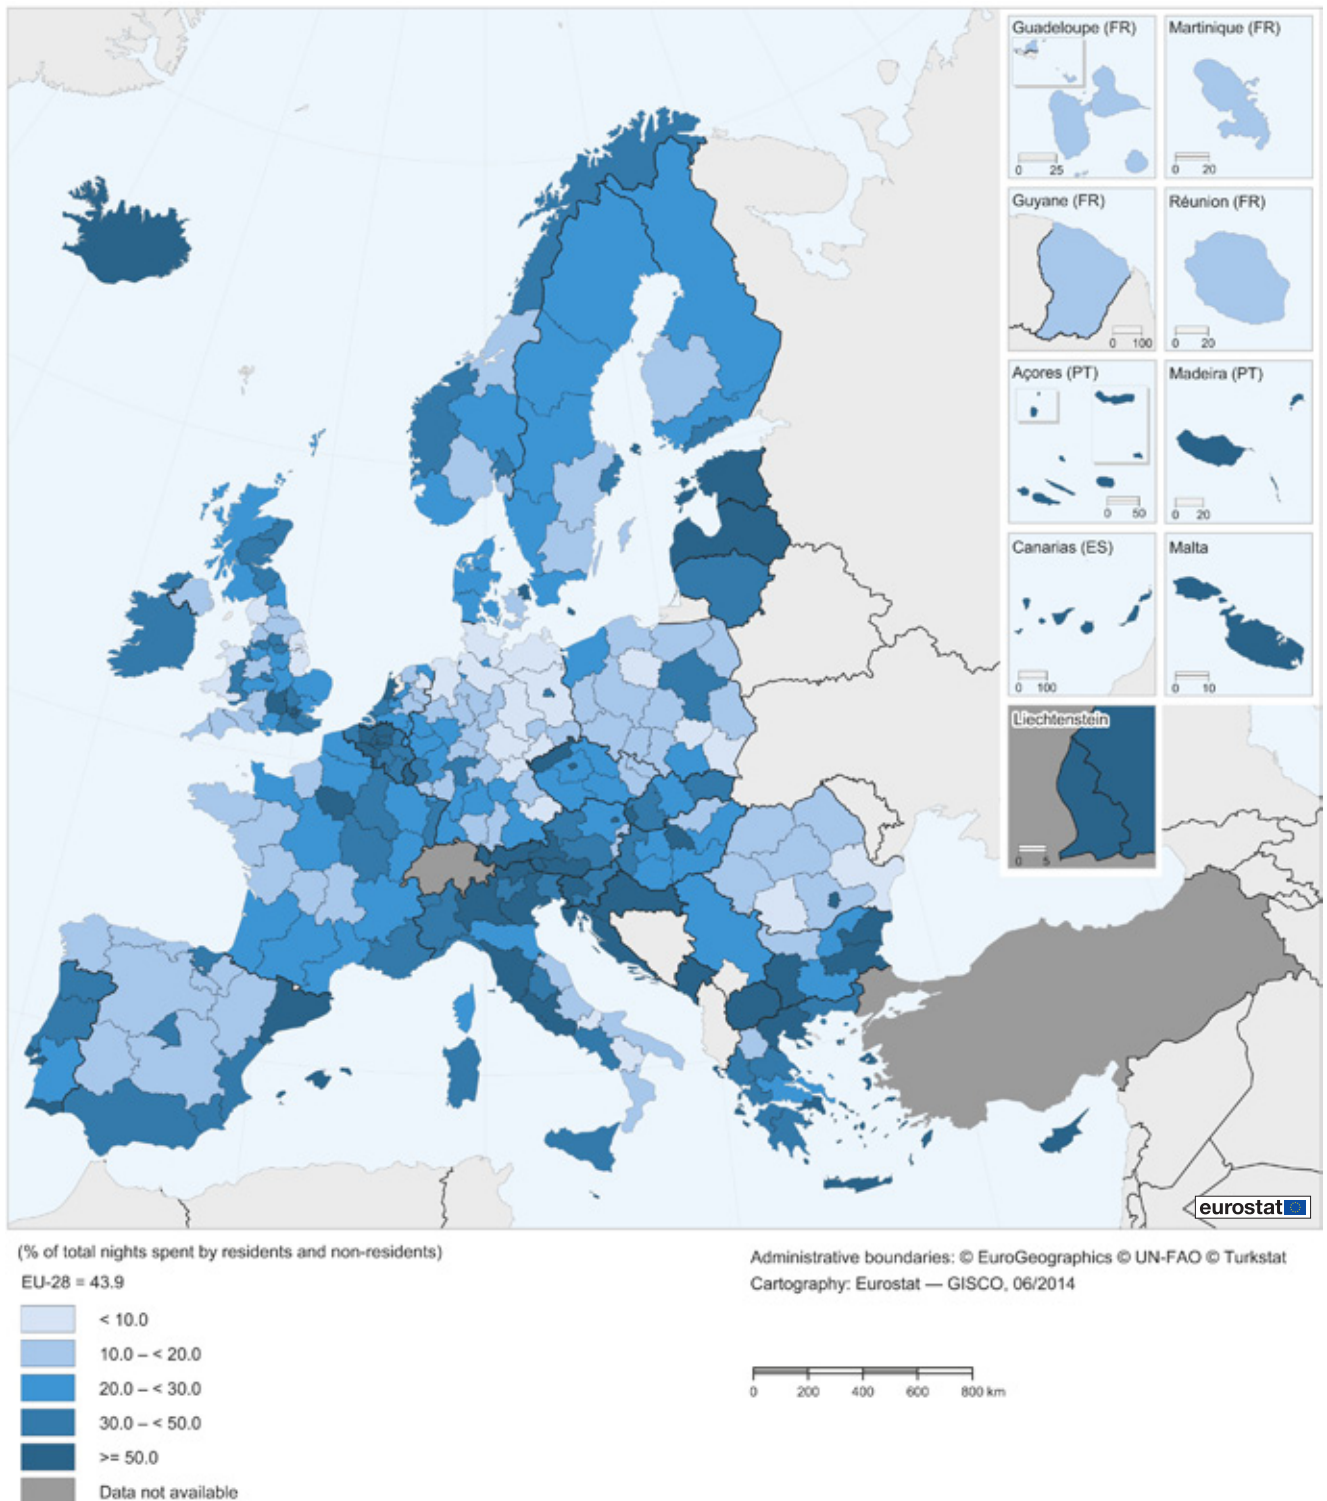 Guadeloupe (FR)
0 25
Martinique (FR)
0 20
Guyane (FR)
0 100
Réunion (FR)
0 20
Açores (PT)
0 50
Madeira (PT)
0 20
Canarias (ES)
0 100
Malta
0 10
Liechtenstein
0 5
eurostat
(% of total nights spent by residents and non-residents)
EU-28 = 43.9
< 10.0
10.0 – < 20.0
20.0 – < 30.0
30.0 – < 50.0
>= 50.0
Data not available
Administrative boundaries: © EuroGeographics © UN-FAO © Turkstat
Cartography: Eurostat — GISCO, 06/2014
0 200 400 600 800 km